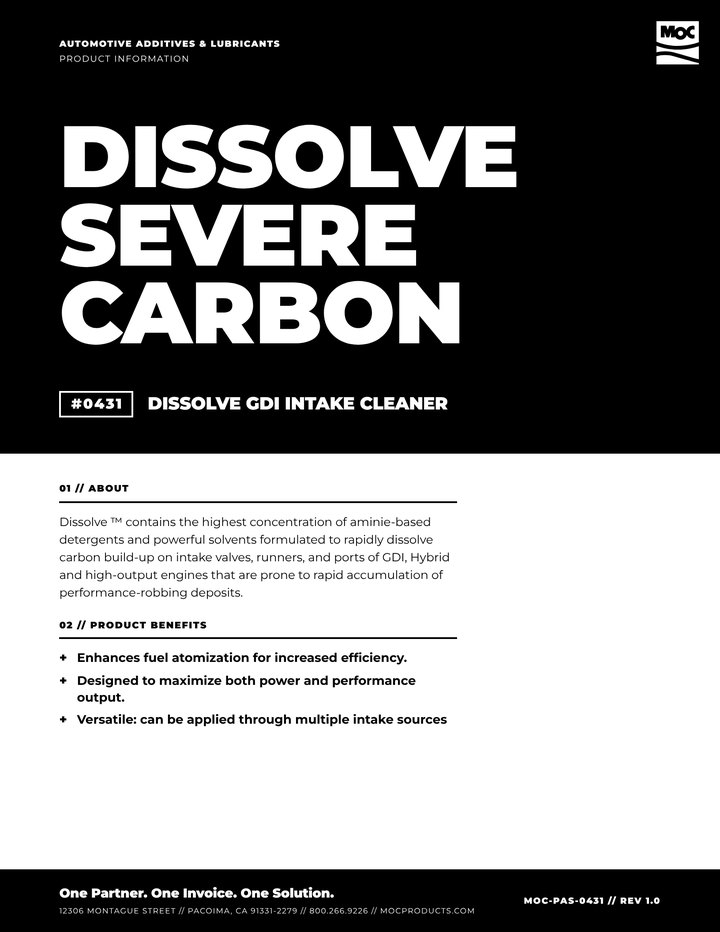 AUTOMOTIVE ADDITIVES & LUBRICANTS
PRODUCT INFORMATION
MOC
DISSOLVE
SEVERE
CARBON
#0431 DISSOLVE GDI INTAKE CLEANER
01 // ABOUT
Dissolve ™ contains the highest concentration of aminie-based
detergents and powerful solvents formulated to rapidly dissolve
carbon build-up on intake valves, runners, and ports of GDI, Hybrid
and high-output engines that are prone to rapid accumulation of
performance-robbing deposits.
02 // PRODUCT BENEFITS
+ Enhances fuel atomization for increased efficiency.
+ Designed to maximize both power and performance
output.
+ Versatile: can be applied through multiple intake sources
One Partner. One Invoice. One Solution.
12306 MONTAGUE STREET // PACOIMA, CA 91331-2279 // 800.266.9226 // MOCPRODUCTS.COM
MOC-PAS-0431 // REV 1.0